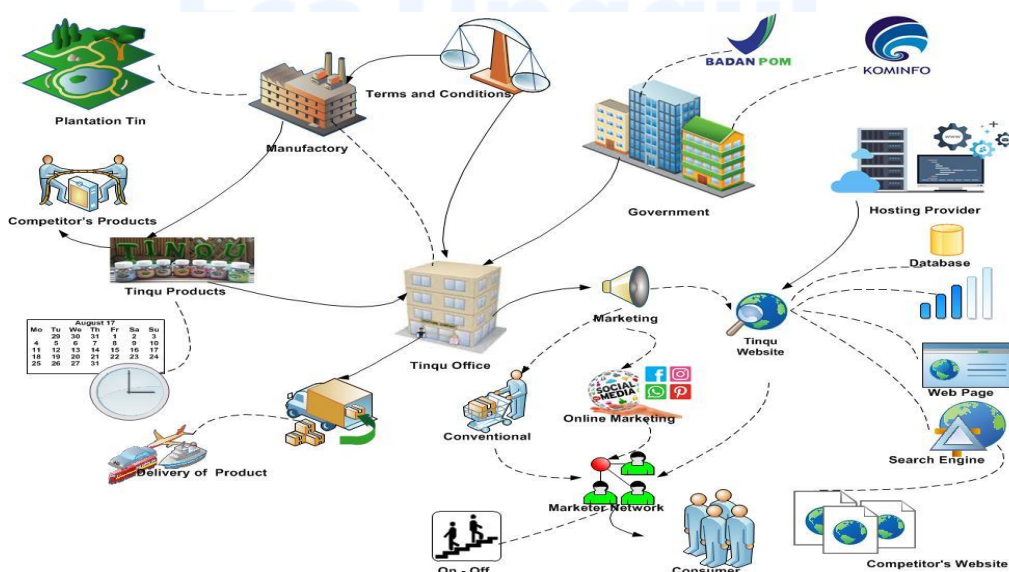 BADAN POM
KOMINFO
Terms and Conditions
Plantation Tin
Manufactory
WWW
Competitor's Products
Government
Hosting Provider
TINQU
Tinqu Products
Database
August 17
Mo Tu We Th Fr Sa Su
29 30 31 1 2 3
4 5 6 7 8 9 10
11 12 13 14 15 16 17
18 19 20 21 22 23 24
25 26 27 31
Marketing
Tinqu
Website
Tinqu Office
SOCIAL
MEDIA
Web Page
Online Marketing
Conventional
Search Engine
Delivery of Product
Marketer Network
On - Off
Consumer
Competitor's Website